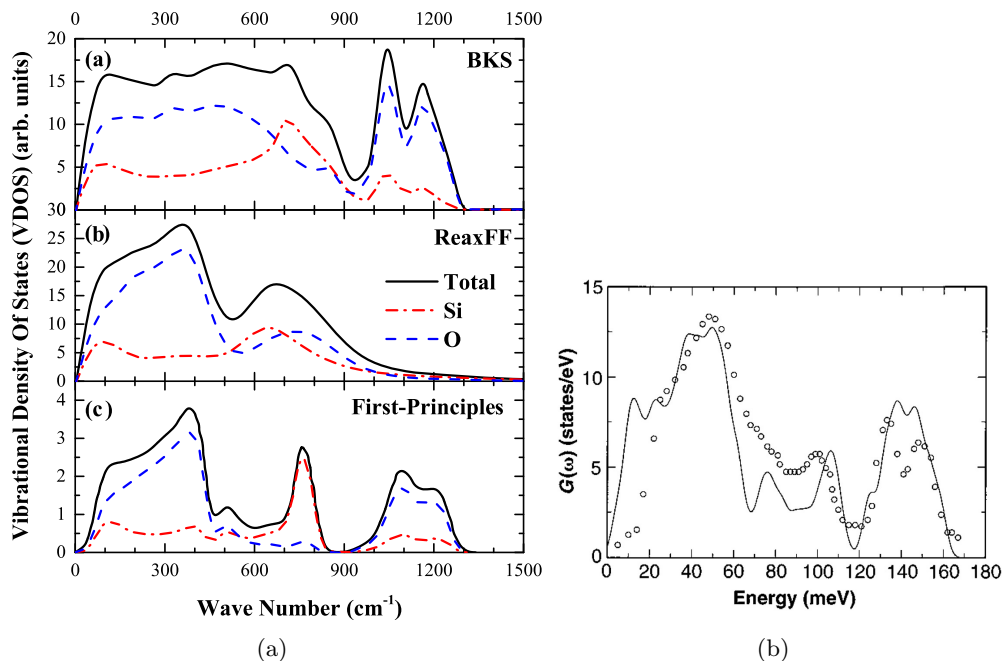 0 300 600 900 1200 1500
Vibrational Density Of States (VDOS) (arb. units)
20
15
10
5
30
(a)
BKS
25
20
15
10
5
0
(b)
ReaxFF
Total
Si
O
4
3
2
1
0
(c)
First-Principles
0 300 600 900 1200 1500
Wave Number (cm⁻¹)
(a)
G(ω) (states/eV)
15
10
5
0
0 20 40 60 80 100 120 140 160 180
Energy (meV)
(b)